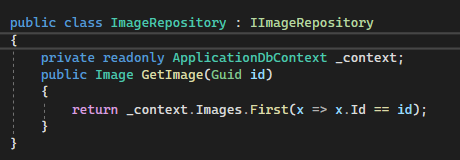 public class ImageRepository : IImageRepository
{
    private readonly ApplicationDbContext _context;
    public Image GetImage(Guid id)
    {
        return _context.Images.First(x => x.Id == id);
    }
}